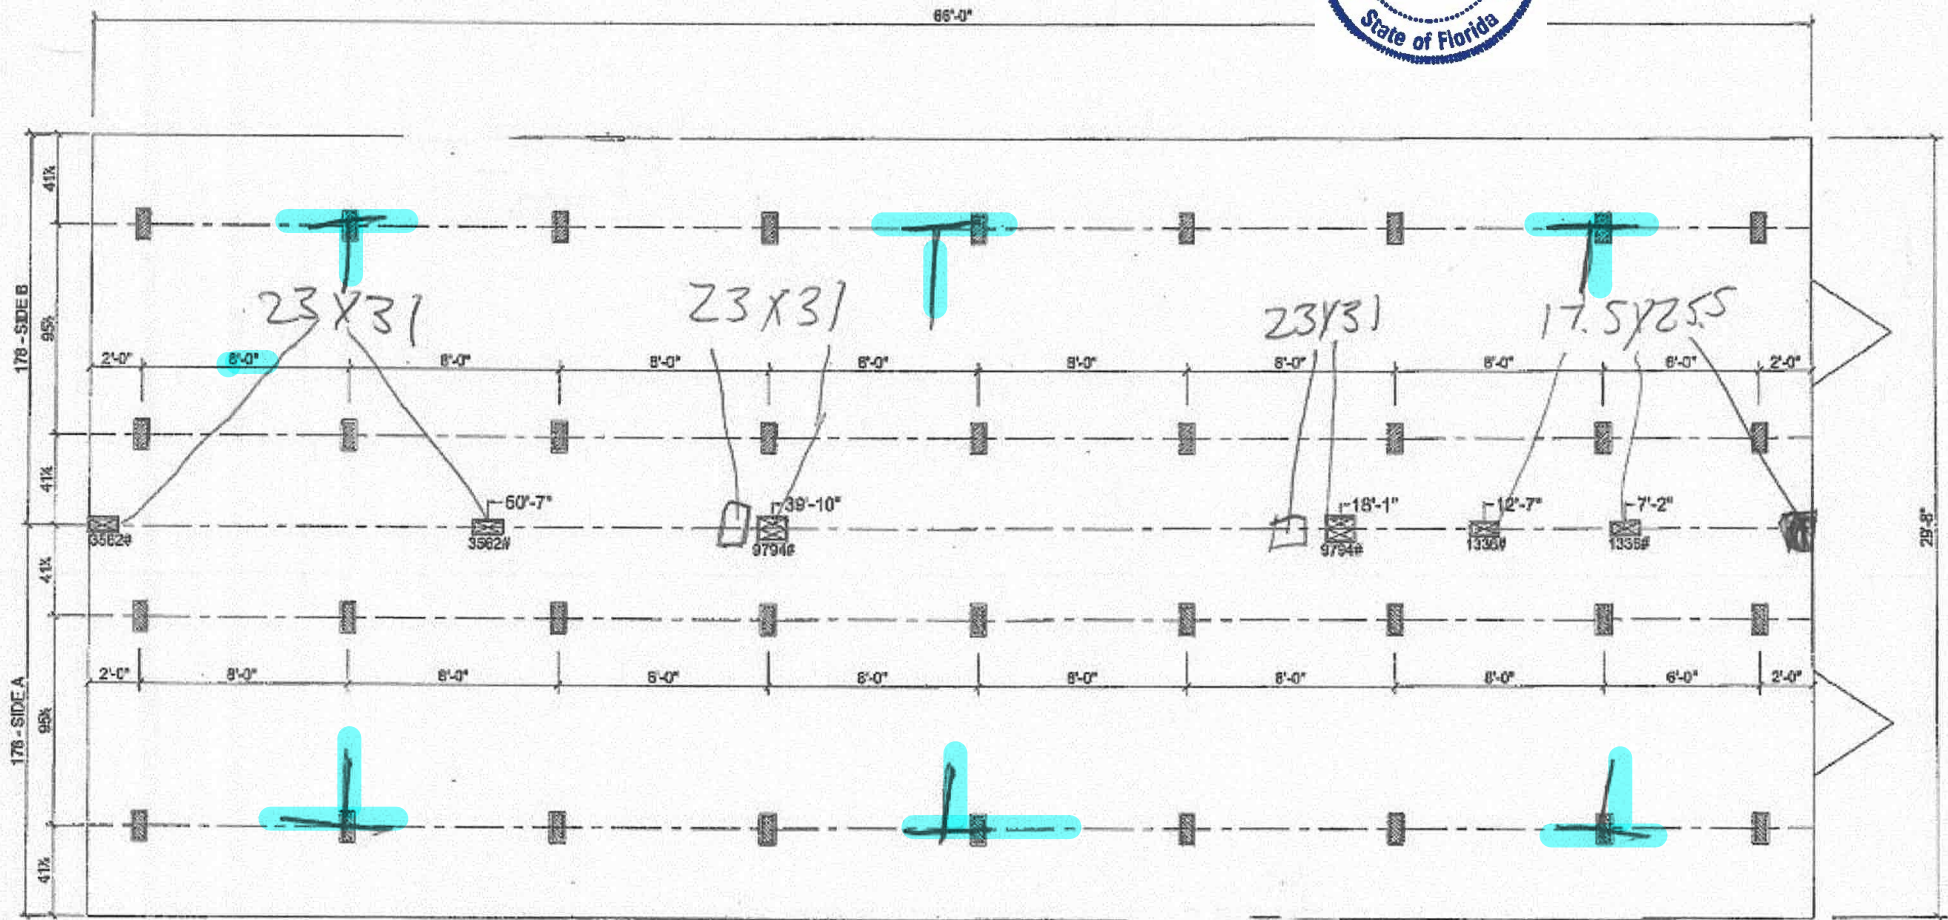 66'-0"
State of Florida
41¼
178 - SIDE B
95½
23X31
23X31
23X31
17.5X25.5
2'-0" 8'-0" 8'-0" 8'-0" 8'-0" 8'-0" 8'-0" 8'-0" 6'-0" 2'-0"
41¼
60'-7"
39'-10"
18'-1"
12'-7"
7'-2"
3562#
3562#
9794#
9794#
1336#
1336#
29'-8"
41¼
2'-0" 8'-0" 8'-0" 8'-0" 8'-0" 8'-0" 8'-0" 8'-0" 6'-0" 2'-0"
178 - SIDE A
95½
41¼